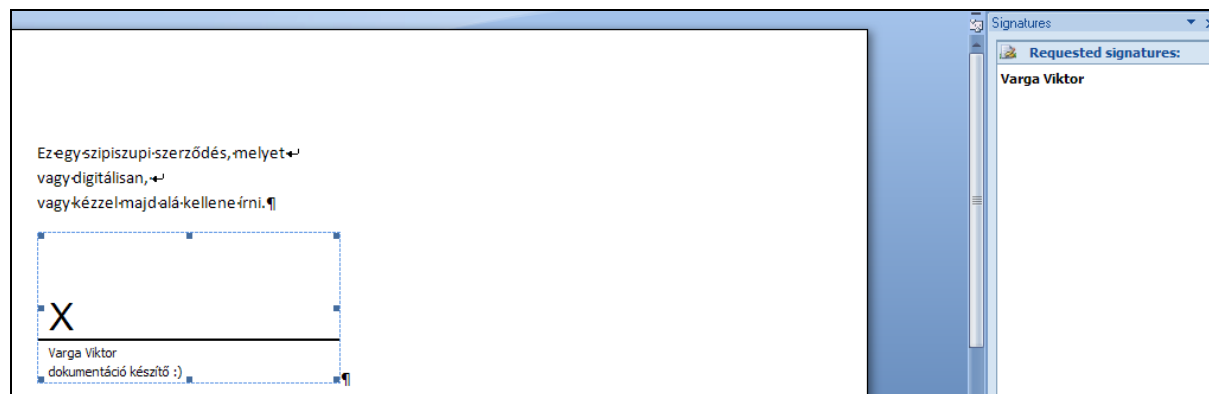 Signatures
Requested signatures:
Varga Viktor
Ez egy szipiszupi szerződés, melyet↵
vagy digitálisan, ↵
vagy kézzel majd alá kellene írni.¶
X
Varga Viktor
dokumentáció készítő :)
¶